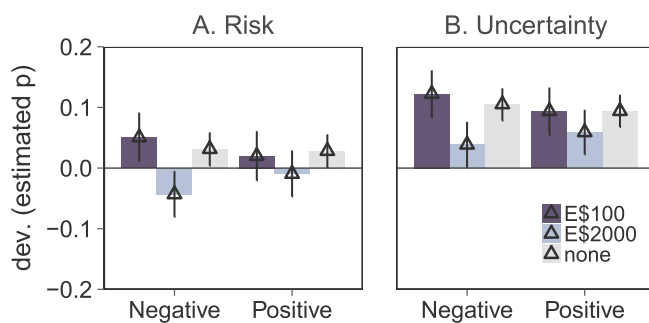 A. Risk
B. Uncertainty
dev. (estimated p)
0.2
0.1
0.0
−0.1
−0.2
E$100
E$2000
none
Negative
Positive
Negative
Positive